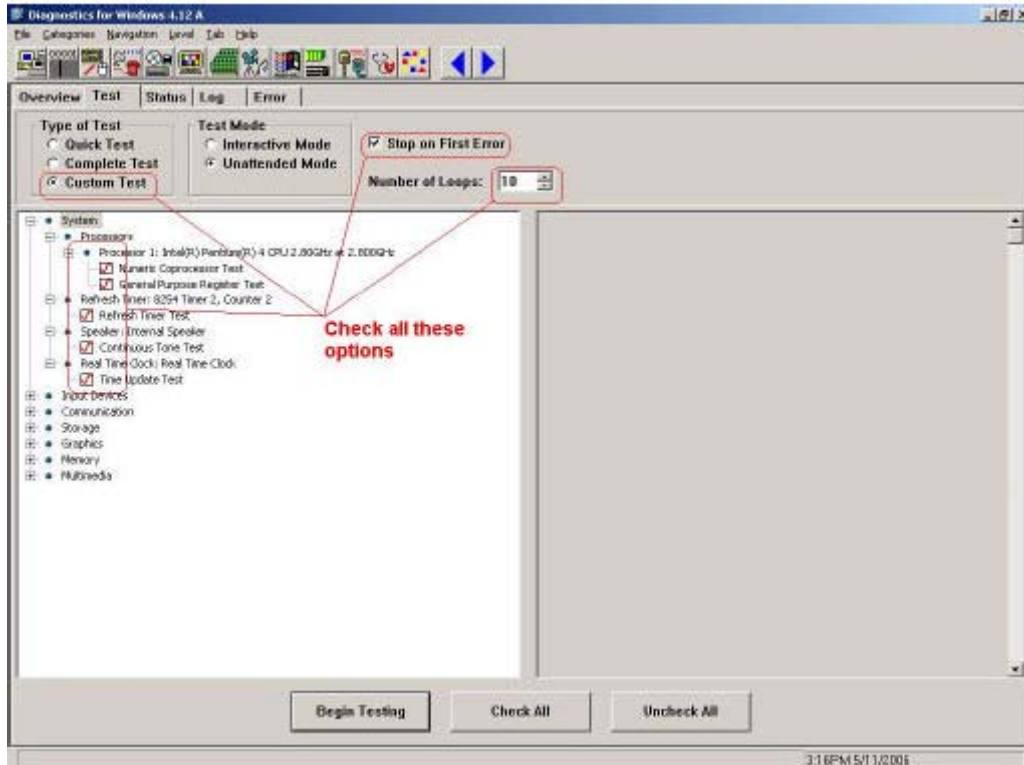 Diagnostics for Windows 4.12 A
File Categories Navigation Level Tab Help
Overview Test Status Log Error
Type of Test
Quick Test
Complete Test
Custom Test
Test Mode
Interactive Mode
Unattended Mode
Stop on First Error
Number of Loops: 10
System
Processors
Processor 1: Intel(R) Pentium(R) 4 CPU 2.80GHz at 2.800GHz
Numeric Coprocessor Test
General Purpose Register Test
Refresh Timer: 8254 Timer 2, Counter 2
Refresh Timer Test
Speaker: Internal Speaker
Continuous Tone Test
Real Time Clock: Real Time Clock
Time Update Test
Input Devices
Communication
Storage
Graphics
Memory
Multimedia
Check all these
options
Begin Testing Check All Uncheck All
3:16PM 5/11/2006